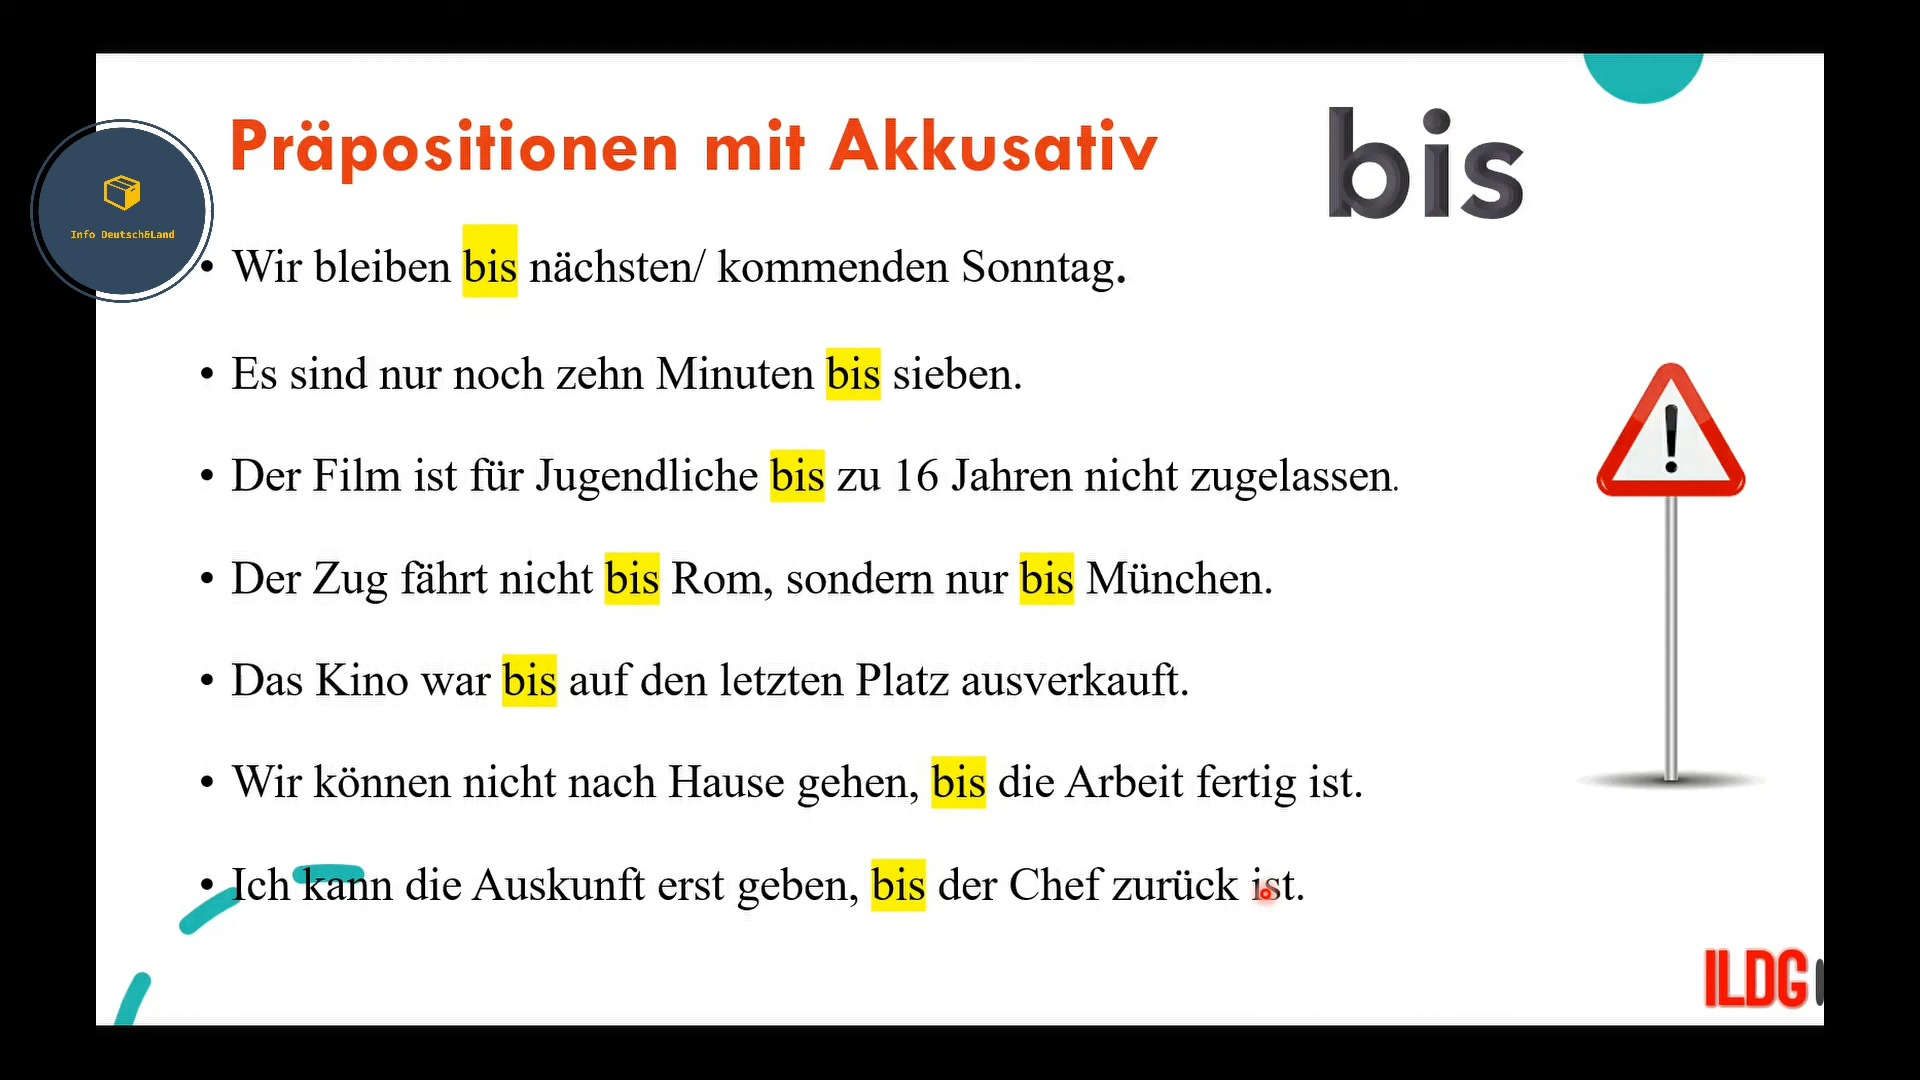 Präpositionen mit Akkusativ
bis
Info Deutsch&Land
• Wir bleiben bis nächsten/ kommenden Sonntag.
• Es sind nur noch zehn Minuten bis sieben.
• Der Film ist für Jugendliche bis zu 16 Jahren nicht zugelassen.
• Der Zug fährt nicht bis Rom, sondern nur bis München.
• Das Kino war bis auf den letzten Platz ausverkauft.
• Wir können nicht nach Hause gehen, bis die Arbeit fertig ist.
• Ich kann die Auskunft erst geben, bis der Chef zurück ist.
ILDG